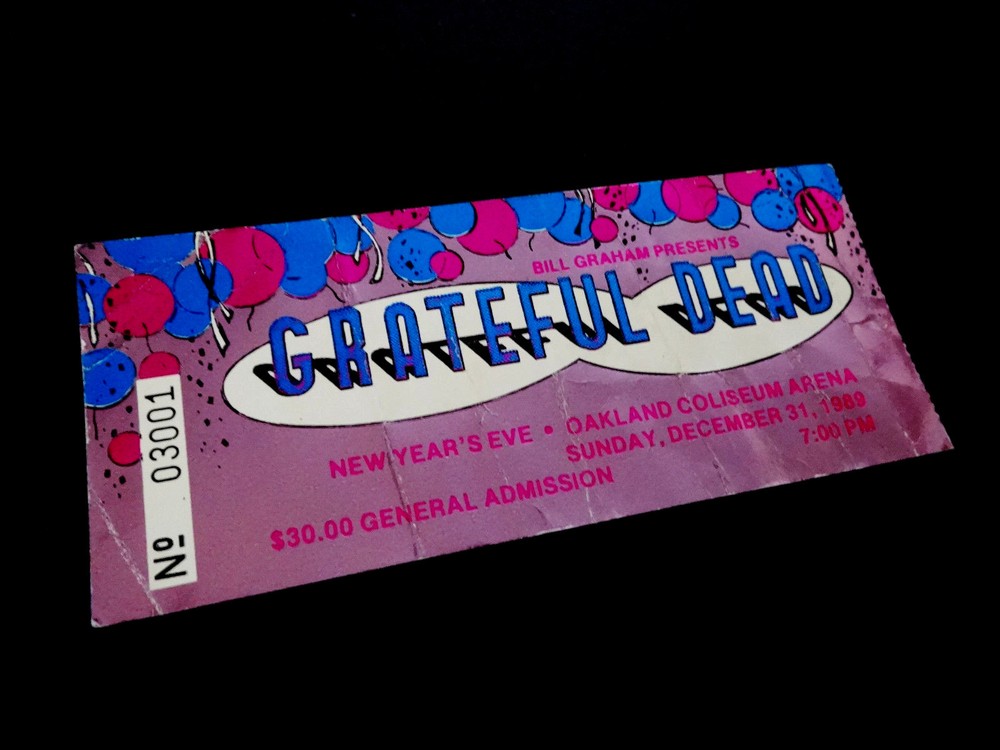 BILL GRAHAM PRESENTS
GRATEFUL DEAD
NEW YEAR'S EVE • OAKLAND COLISEUM ARENA
SUNDAY, DECEMBER 31, 1989
7:00 PM
$30.00 GENERAL ADMISSION
Nº 03001